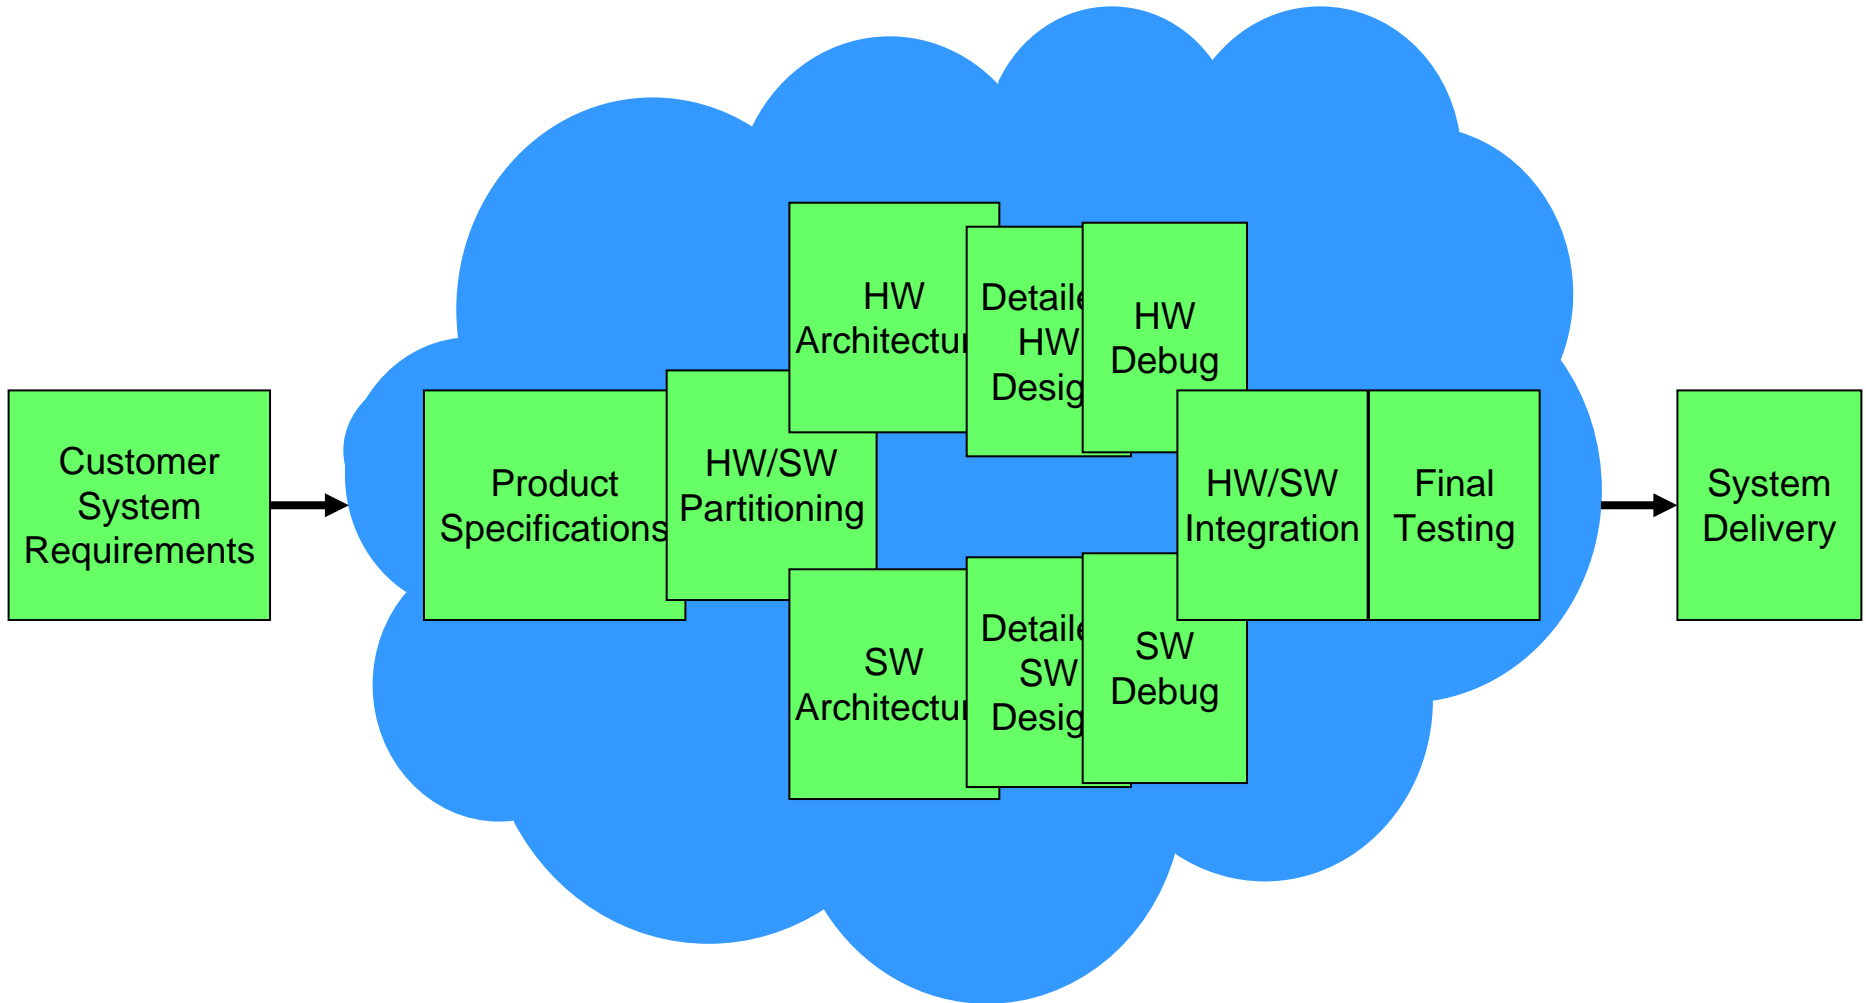 Customer
System
Requirements
Product
Specifications
HW/SW
Partitioning
HW
Architectur
Detaile
HW
Desig
HW
Debug
SW
Architectur
Detaile
SW
Desig
SW
Debug
HW/SW
Integration
Final
Testing
System
Delivery